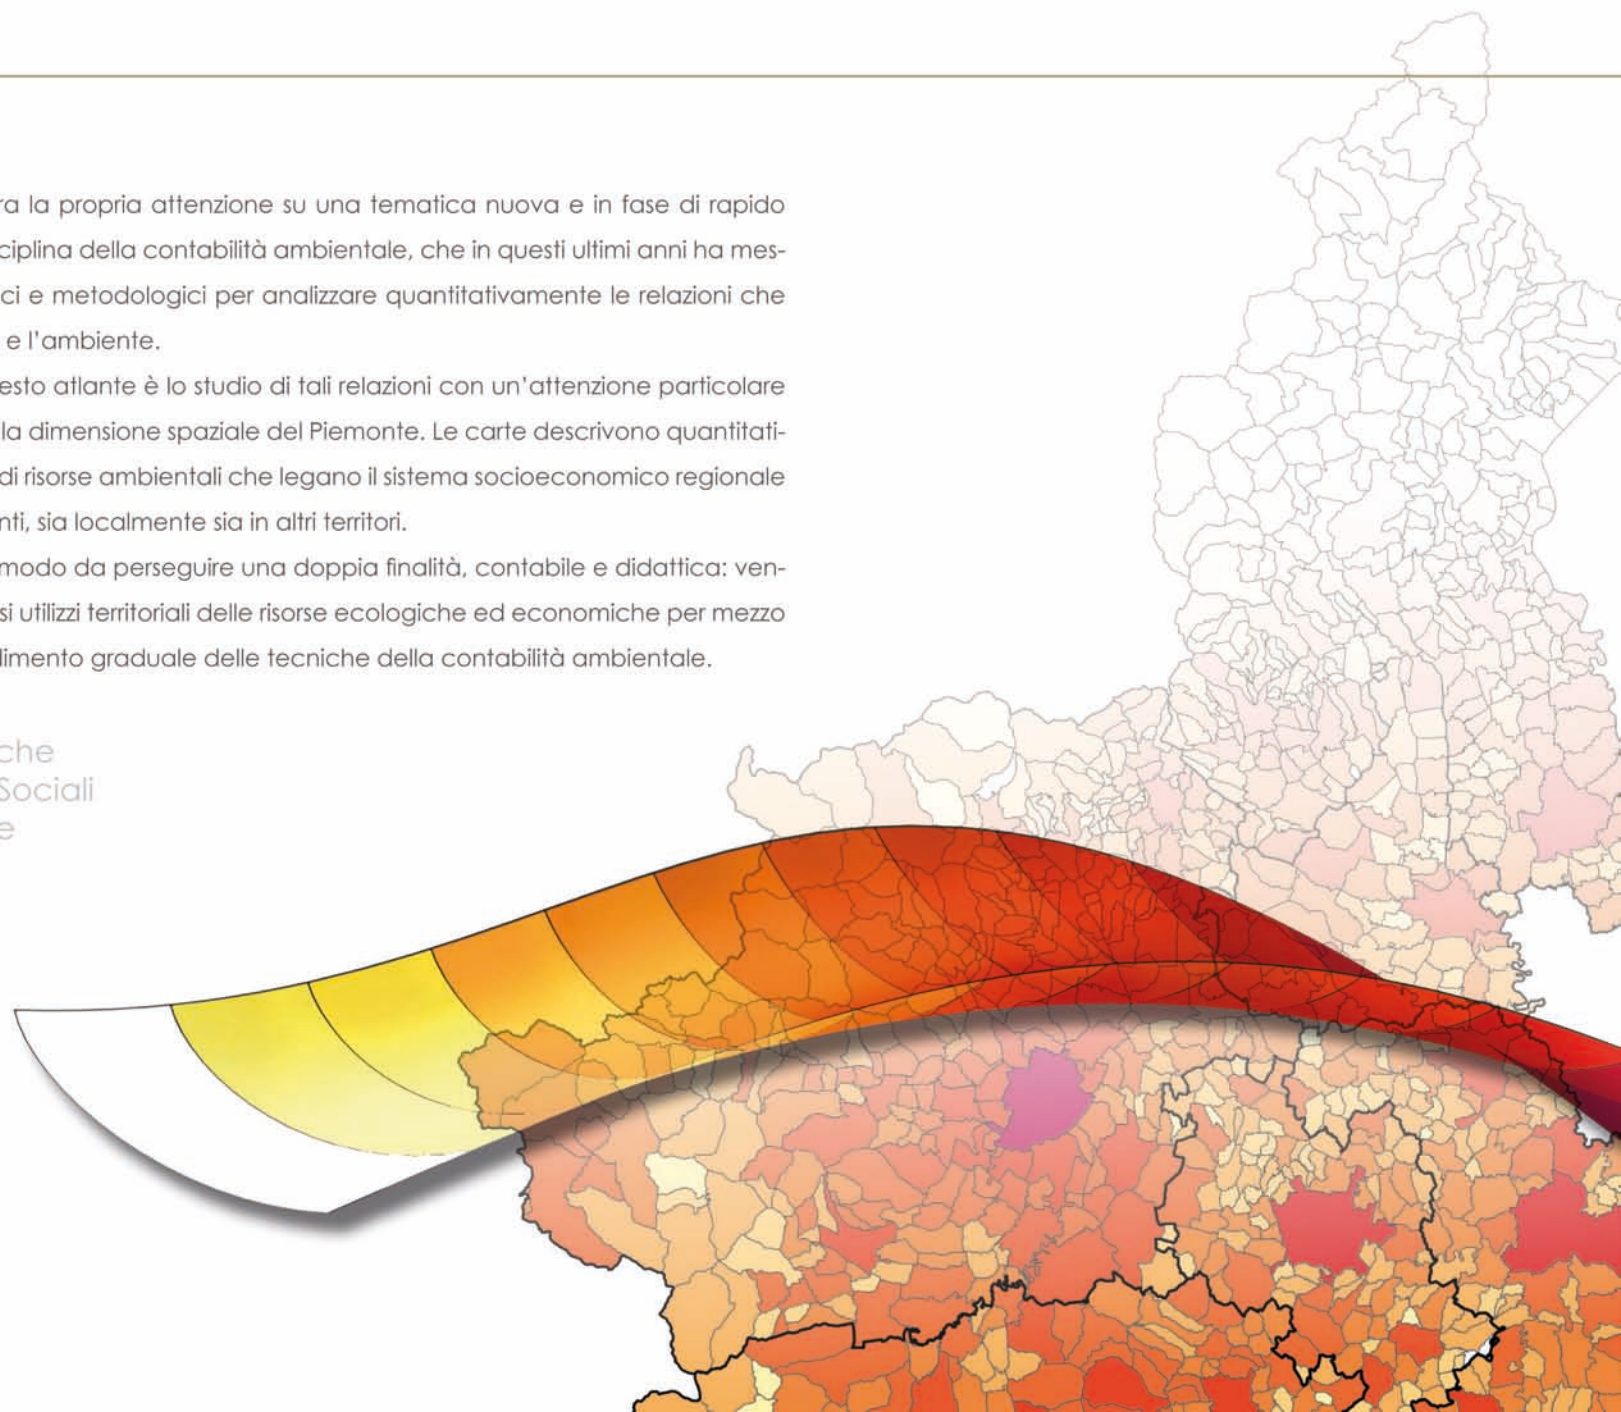 ra la propria attenzione su una tematica nuova e in fase di rapido
ciplina della contabilità ambientale, che in questi ultimi anni ha mes-
ci e metodologici per analizzare quantitativamente le relazioni che
e l'ambiente.
esto atlante è lo studio di tali relazioni con un'attenzione particolare
la dimensione spaziale del Piemonte. Le carte descrivono quantitati-
di risorse ambientali che legano il sistema socioeconomico regionale
nti, sia localmente sia in altri territori.
modo da perseguire una doppia finalità, contabile e didattica: ven-
si utilizzi territoriali delle risorse ecologiche ed economiche per mezzo
dimento graduale delle tecniche della contabilità ambientale.
che
Sociali
e